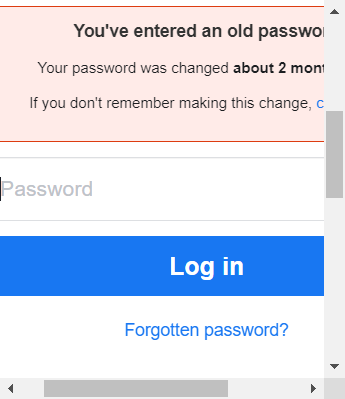 You've entered an old passwor
Your password was changed about 2 mont
If you don't remember making this change, c
Password
Log in
Forgotten password?